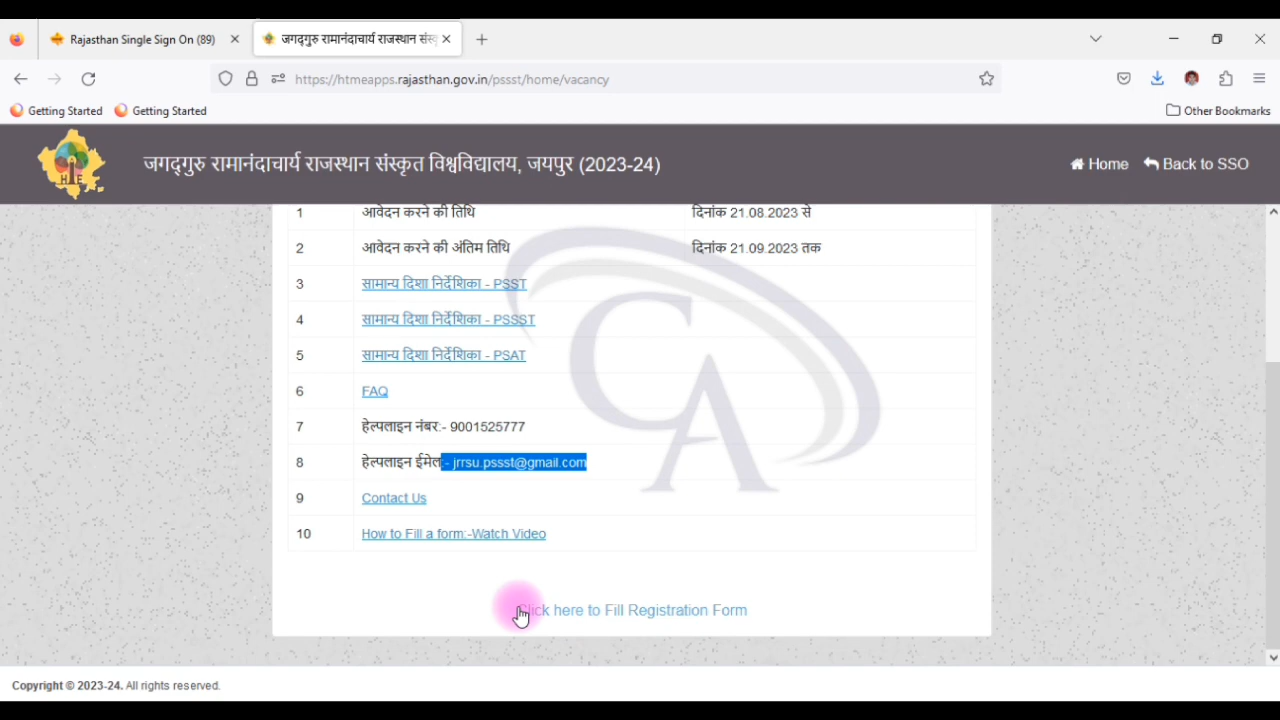 Rajasthan Single Sign On (89)
जगद्गुरु रामानंदाचार्य राजस्थान संस्कृ
https://htmeapps.rajasthan.gov.in/pssst/home/vacancy
Getting Started
Getting Started
Other Bookmarks
HTE
जगद्गुरु रामानंदाचार्य राजस्थान संस्कृत विश्वविद्यालय, जयपुर (2023-24)
Home
Back to SSO
1 आवेदन करने की तिथि दिनांक 21.08.2023 से
2 आवेदन करने की अंतिम तिथि दिनांक 21.09.2023 तक
3 सामान्य दिशा निर्देशिका - PSST
4 सामान्य दिशा निर्देशिका - PSSST
5 सामान्य दिशा निर्देशिका - PSAT
6 FAQ
7 हेल्पलाइन नंबर:- 9001525777
8 हेल्पलाइन ईमेल:- jrrsu.pssst@gmail.com
9 Contact Us
10 How to Fill a form:-Watch Video
CA
Click here to Fill Registration Form
Copyright © 2023-24. All rights reserved.